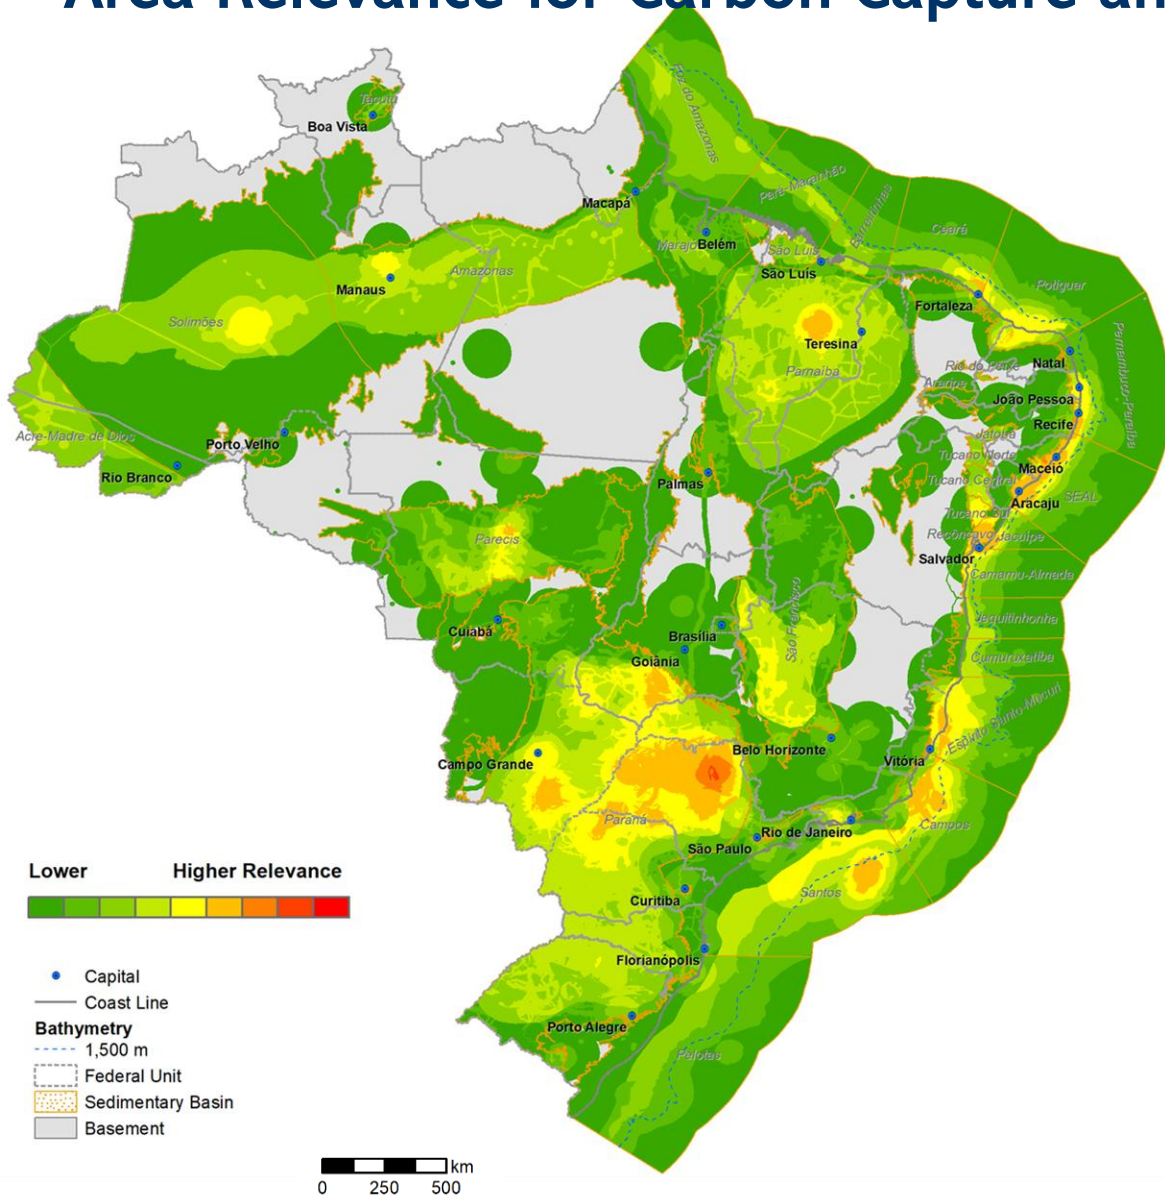 Area Relevance for Carbon Capture an
Tacutu
Boa Vista
Foz do Amazonas
Macapá
Pará-Maranhão
Barreirinhas
Ceará
Marajó
Belém
São Luís
São Luís
Amazonas
Manaus
Potiguar
Fortaleza
Solimões
Teresina
Pernambuco-Paraíba
Natal
Rio do Peixe
Parnaíba
Araripe
João Pessoa
Recife
Acre-Madre de Dios
Porto Velho
Jatobá
Tucano Norte
Maceió
Rio Branco
Palmas
Tucano Central
SEAL
Aracaju
Tucano Sul
Parecis
Recôncavo
Jacuípe
Salvador
Camamu-Almada
São Francisco
Jequitinhonha
Cuiabá
Brasília
Goiânia
Cumuruxatiba
Espírito Santo-Mucuri
Belo Horizonte
Campo Grande
Vitória
Paraná
Campos
Rio de Janeiro
São Paulo
Lower Higher Relevance
Santos
Curitiba
Florianópolis
Capital
Coast Line
Porto Alegre
Bathymetry
1,500 m
Pelotas
Federal Unit
Sedimentary Basin
Basement
km
0 250 500